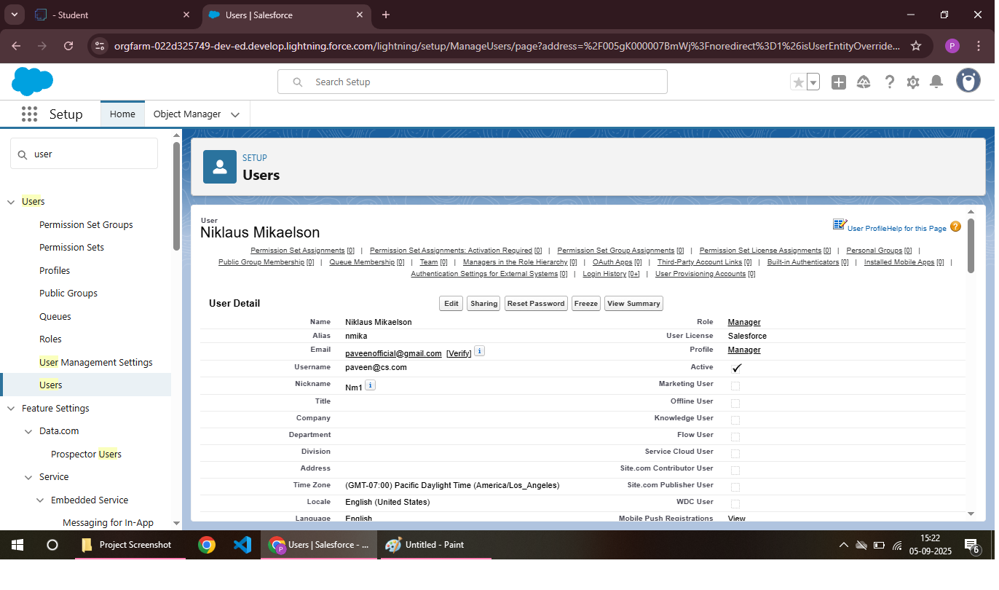 - Student
Users | Salesforce
orgfarm-022d325749-dev-ed.develop.lightning.force.com/lightning/setup/ManageUsers/page?address=%2F005gK000007BmWj%3Fnoredirect%3D1%26isUserEntityOverride...
P
Search Setup
Setup
Home
Object Manager
user
Users
Permission Set Groups
Permission Sets
Profiles
Public Groups
Queues
Roles
User Management Settings
Users
Feature Settings
Data.com
Prospector Users
Service
Embedded Service
Messaging for In-App
SETUP
Users
User
Niklaus Mikaelson
User Profile Help for this Page ?
Permission Set Assignments [0] | Permission Set Assignments: Activation Required [0] | Permission Set Group Assignments [0] | Permission Set License Assignments [0] | Personal Groups [0] |
Public Group Membership [0] | Queue Membership [0] | Team [0] | Managers in the Role Hierarchy [0] | OAuth Apps [0] | Third-Party Account Links [0] | Built-in Authenticators [0] | Installed Mobile Apps [0] |
Authentication Settings for External Systems [0] | Login History [0+] | User Provisioning Accounts [0]
User Detail
Edit Sharing Reset Password Freeze View Summary
Name Niklaus Mikaelson Role Manager
Alias nmika User License Salesforce
Email paveenofficial@gmail.com [Verify] i Profile Manager
Username paveen@cs.com Active
Nickname Nm1 i Marketing User
Title Offline User
Company Knowledge User
Department Flow User
Division Service Cloud User
Address Site.com Contributor User
Time Zone (GMT-07:00) Pacific Daylight Time (America/Los_Angeles) Site.com Publisher User
Locale English (United States) WDC User
Language English Mobile Push Registrations View
Project Screenshot
P
Users | Salesforce - ...
Untitled - Paint
15:22
05-09-2025
6